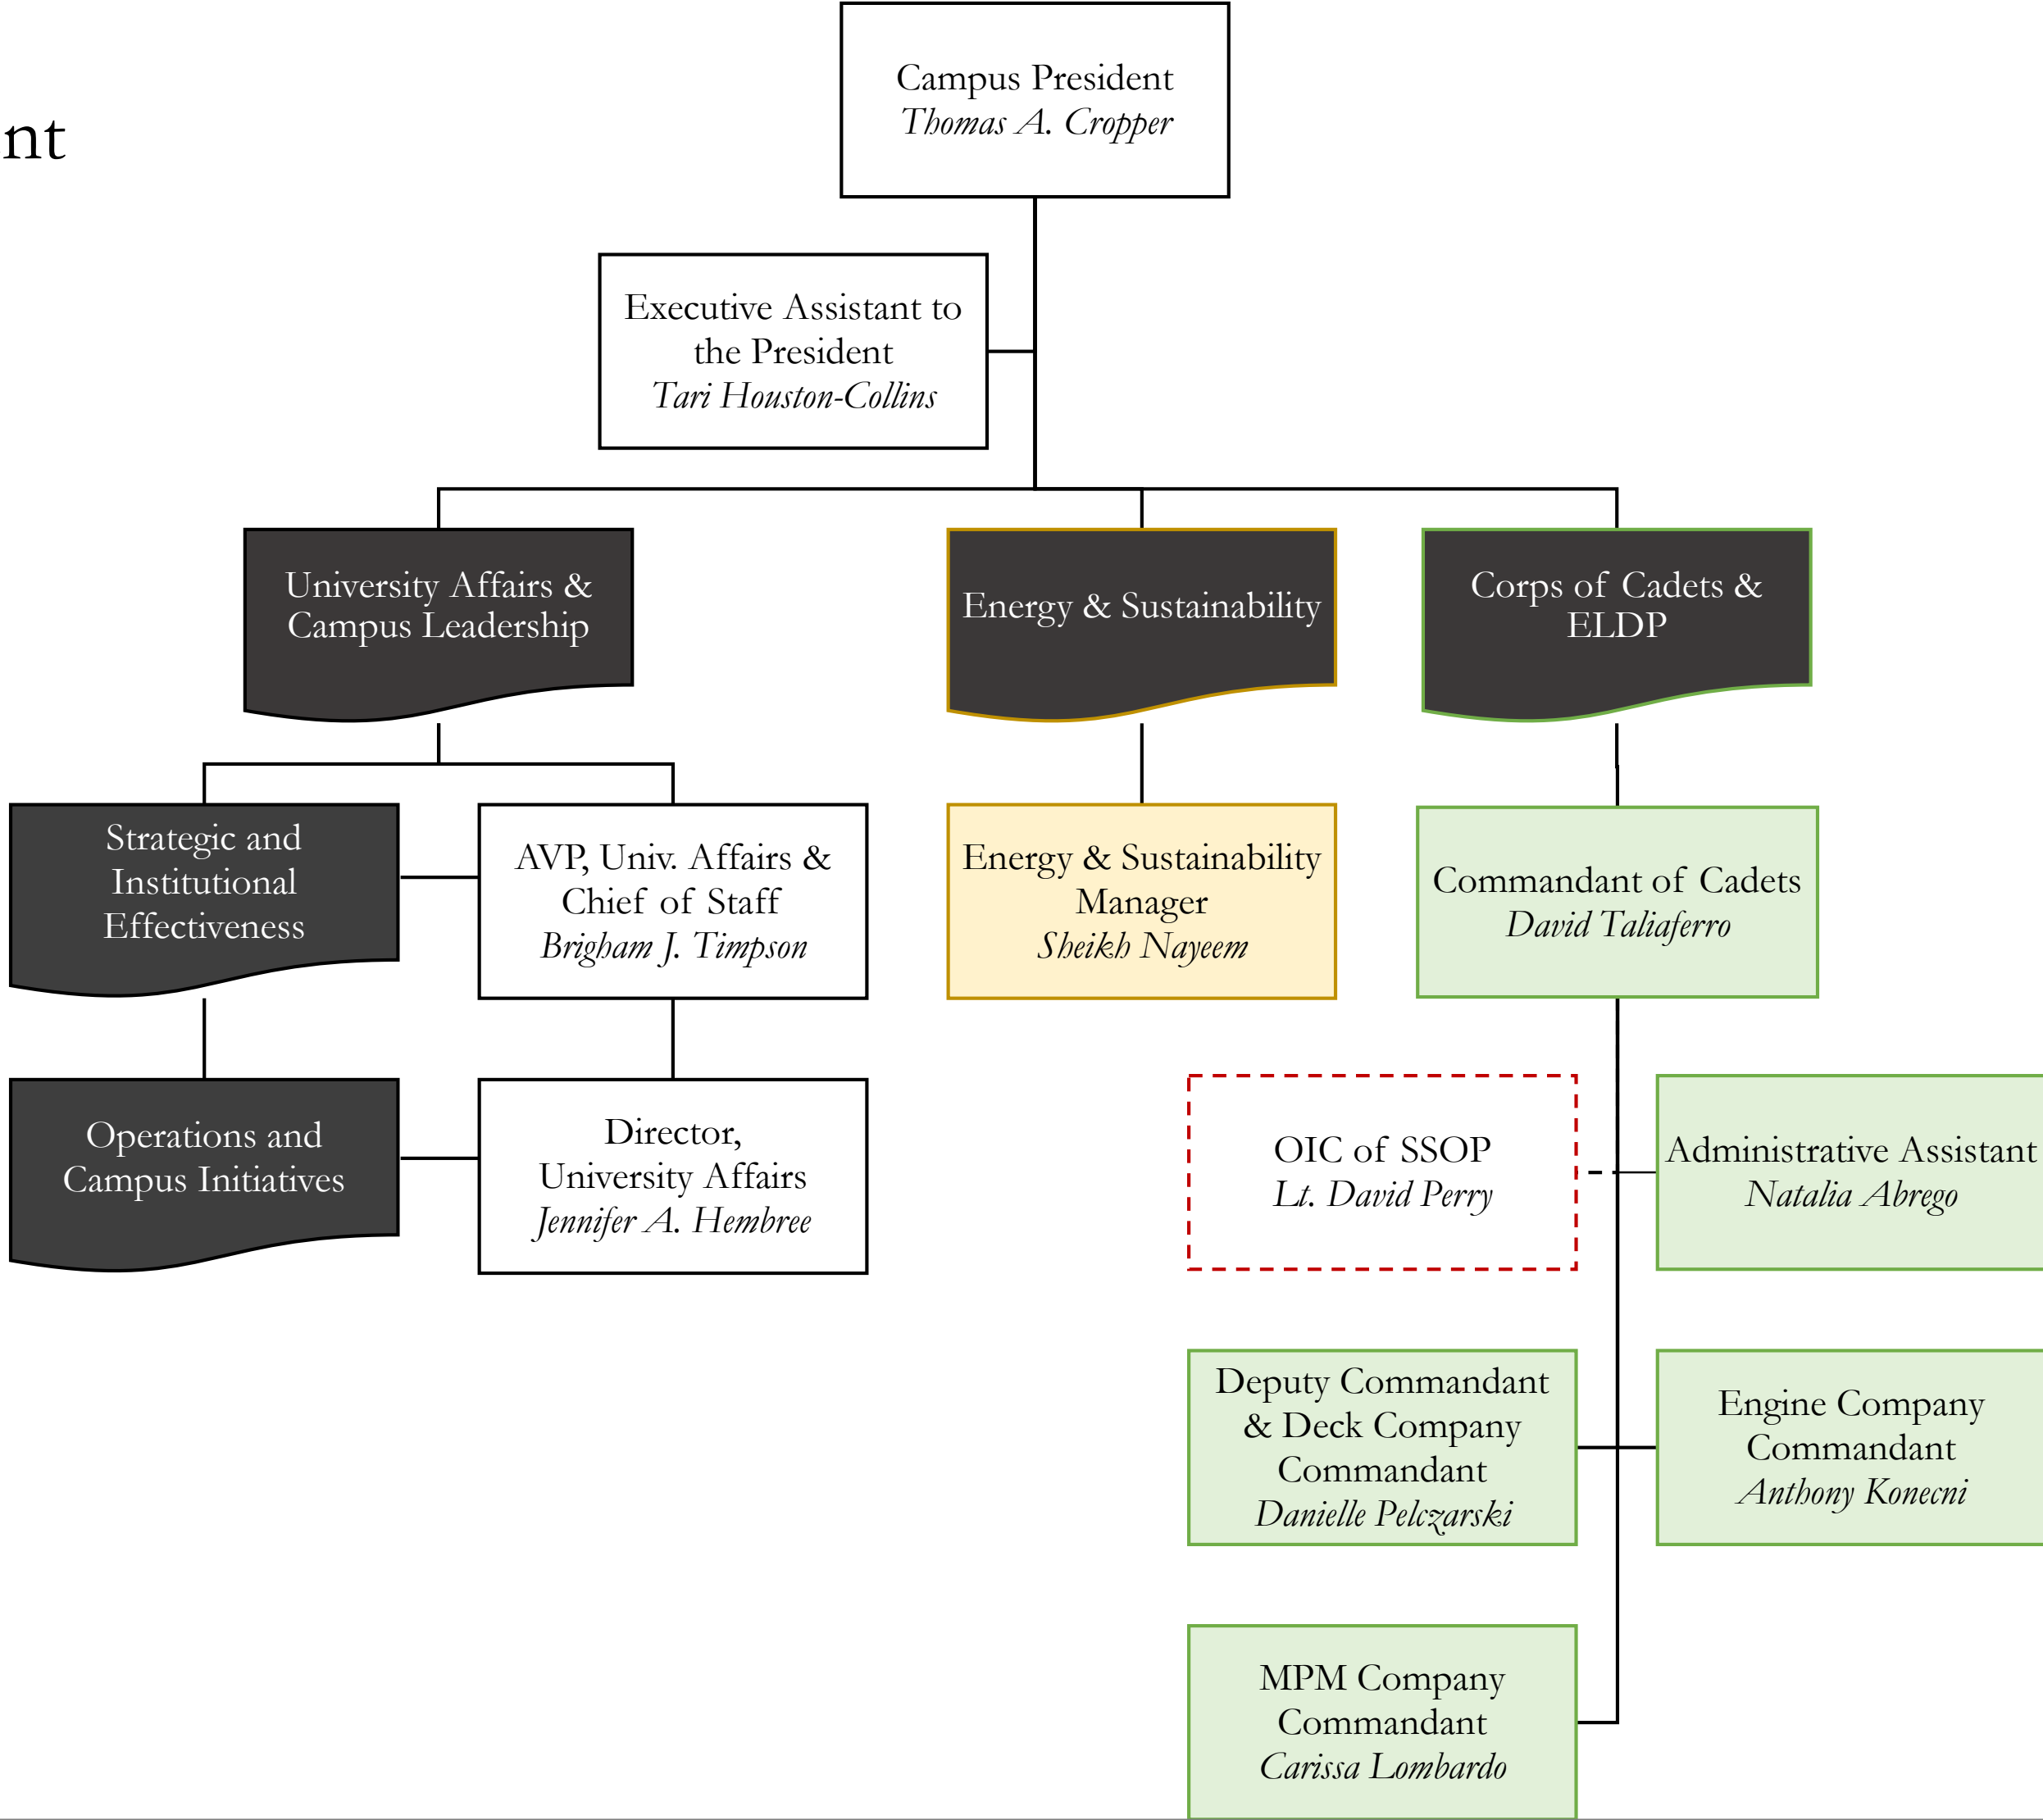 nt
Campus President
Thomas A. Cropper
Executive Assistant to
the President
Tari Houston-Collins
University Affairs &
Campus Leadership
Energy & Sustainability
Corps of Cadets &
ELDP
Strategic and
Institutional
Effectiveness
AVP, Univ. Affairs &
Chief of Staff
Brigham J. Timpson
Energy & Sustainability
Manager
Sheikh Nayeem
Commandant of Cadets
David Taliaferro
Operations and
Campus Initiatives
Director,
University Affairs
Jennifer A. Hembree
OIC of SSOP
Lt. David Perry
Administrative Assistant
Natalia Abrego
Deputy Commandant
& Deck Company
Commandant
Danielle Pelczarski
Engine Company
Commandant
Anthony Konecni
MPM Company
Commandant
Carissa Lombardo